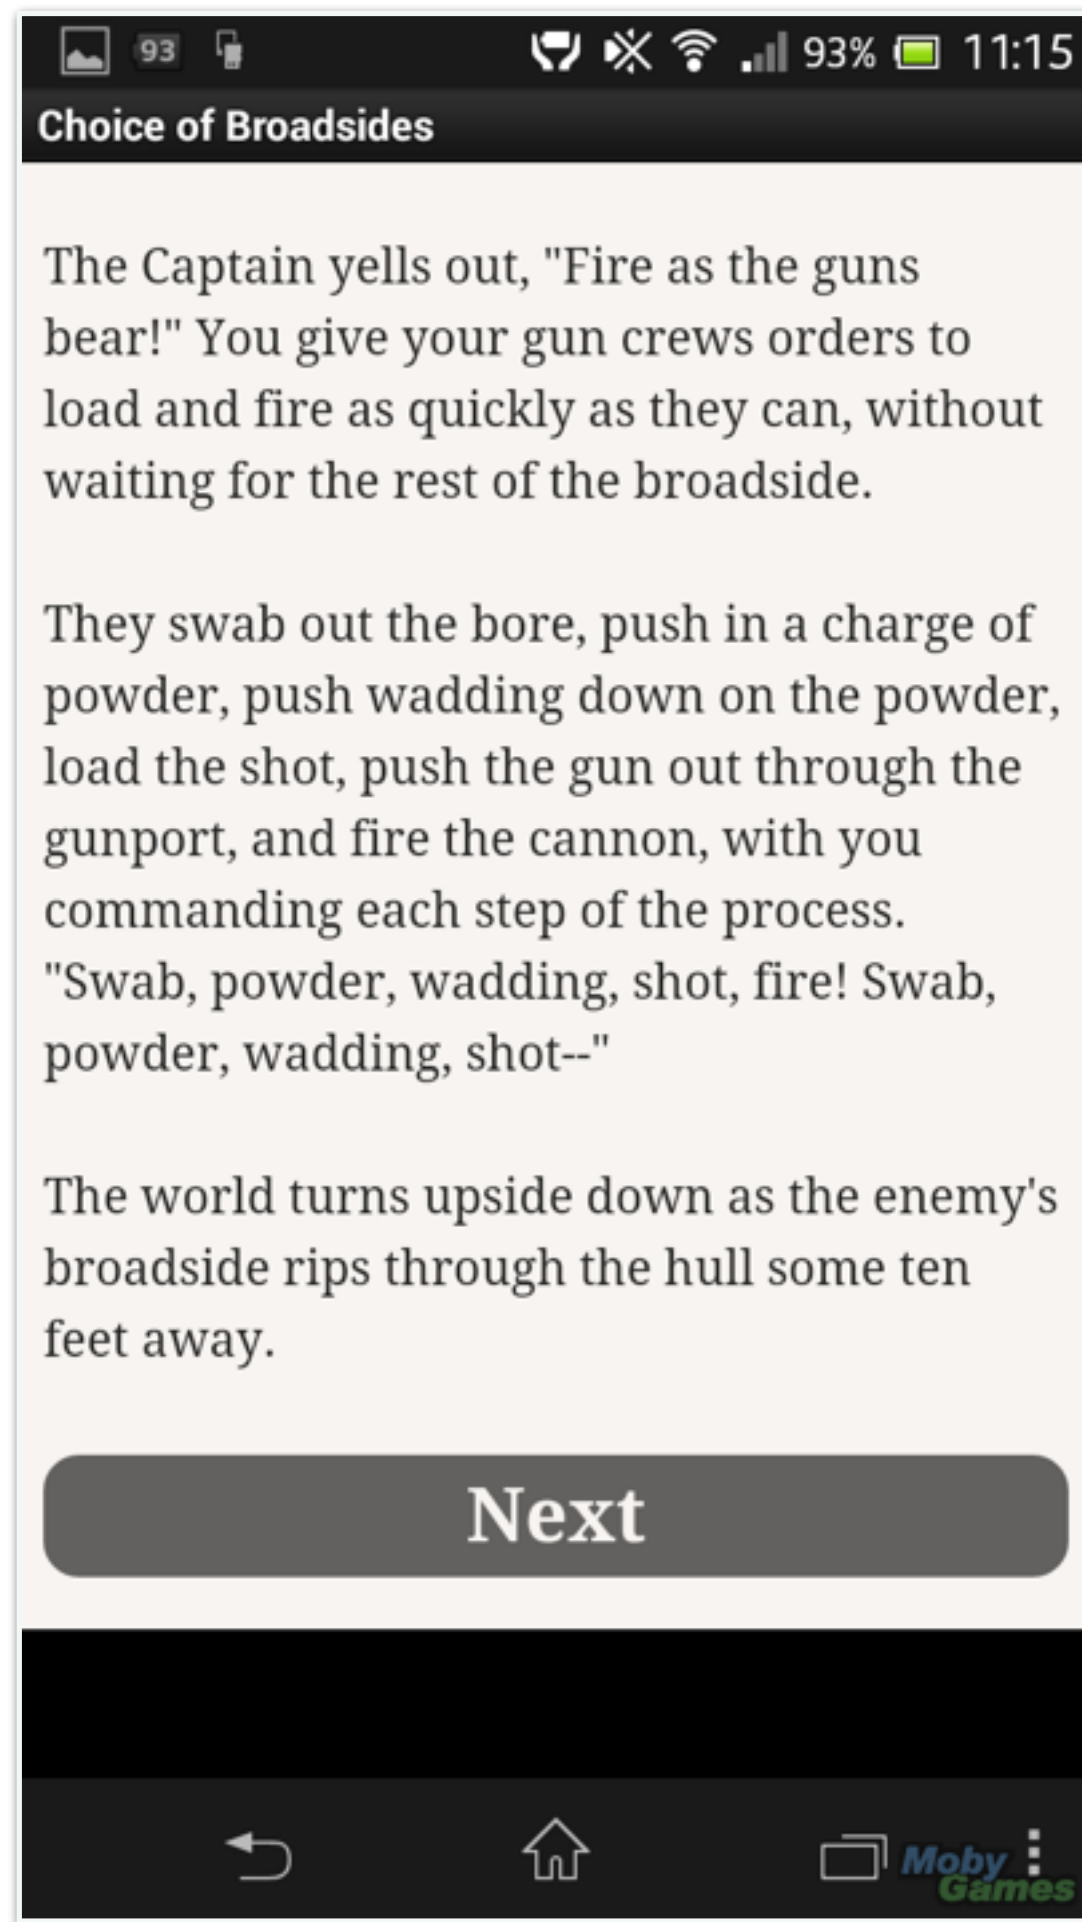 93
93% 11:15
Choice of Broadsides
The Captain yells out, "Fire as the guns
bear!" You give your gun crews orders to
load and fire as quickly as they can, without
waiting for the rest of the broadside.
They swab out the bore, push in a charge of
powder, push wadding down on the powder,
load the shot, push the gun out through the
gunport, and fire the cannon, with you
commanding each step of the process.
"Swab, powder, wadding, shot, fire! Swab,
powder, wadding, shot--"
The world turns upside down as the enemy's
broadside rips through the hull some ten
feet away.
Next
Moby
Games